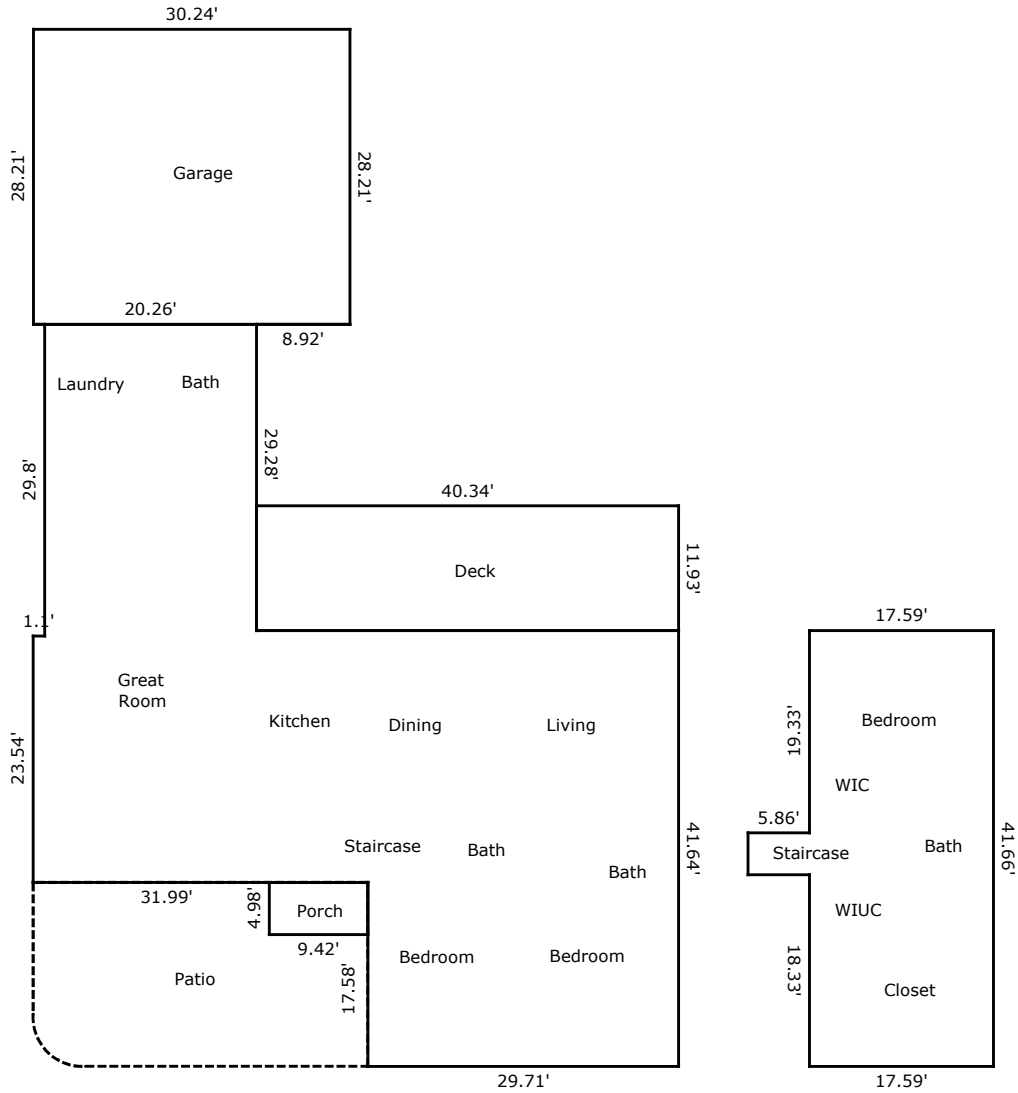 30.24'
28.21'
Garage
28.21'
20.26'
8.92'
Laundry
Bath
29.8'
29.28'
40.34'
Deck
11.93'
1.1'
17.59'
Great
Room
Kitchen
Dining
Living
19.33'
Bedroom
23.54'
WIC
5.86'
Staircase
Bath
Bath
41.64'
Staircase
Bath
41.66'
31.99'
4.98'
Porch
WIUC
9.42'
Bedroom
Bedroom
Patio
17.58'
18.33'
Closet
29.71'
17.59'